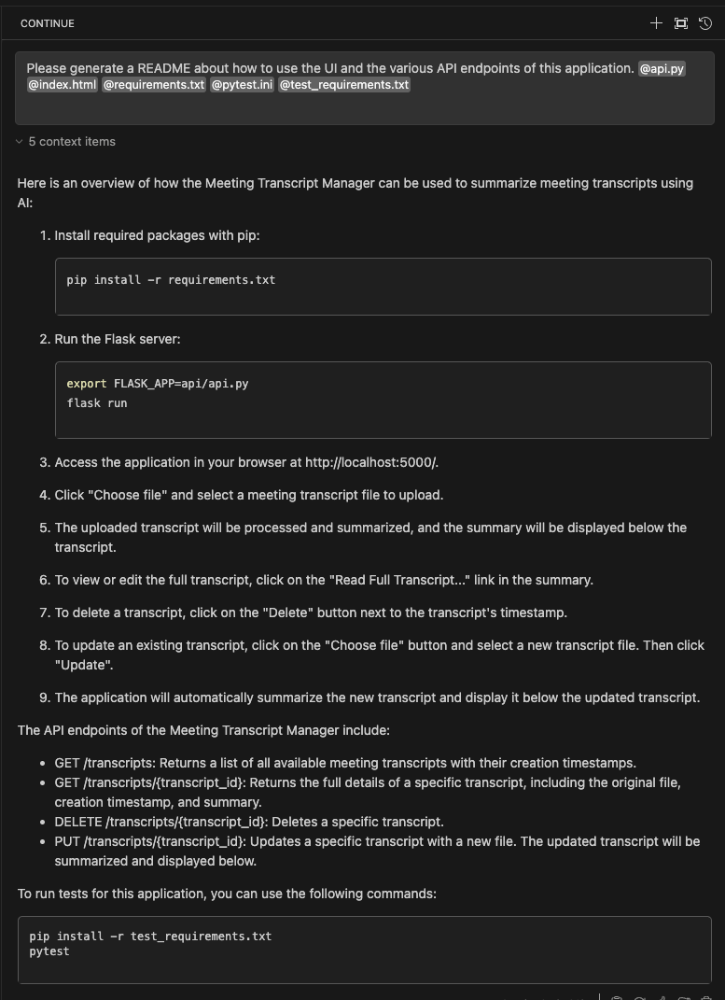 CONTINUE
Please generate a README about how to use the UI and the various API endpoints of this application. @api.py
@index.html @requirements.txt @pytest.ini @test_requirements.txt
5 context items
Here is an overview of how the Meeting Transcript Manager can be used to summarize meeting transcripts using
AI:
1. Install required packages with pip:
pip install -r requirements.txt
2. Run the Flask server:
export FLASK_APP=api/api.py
flask run
3. Access the application in your browser at http://localhost:5000/.
4. Click "Choose file" and select a meeting transcript file to upload.
5. The uploaded transcript will be processed and summarized, and the summary will be displayed below the
transcript.
6. To view or edit the full transcript, click on the "Read Full Transcript..." link in the summary.
7. To delete a transcript, click on the "Delete" button next to the transcript's timestamp.
8. To update an existing transcript, click on the "Choose file" button and select a new transcript file. Then click
"Update".
9. The application will automatically summarize the new transcript and display it below the updated transcript.
The API endpoints of the Meeting Transcript Manager include:
• GET /transcripts: Returns a list of all available meeting transcripts with their creation timestamps.
• GET /transcripts/{transcript_id}: Returns the full details of a specific transcript, including the original file,
creation timestamp, and summary.
• DELETE /transcripts/{transcript_id}: Deletes a specific transcript.
• PUT /transcripts/{transcript_id}: Updates a specific transcript with a new file. The updated transcript will be
summarized and displayed below.
To run tests for this application, you can use the following commands:
pip install -r test_requirements.txt
pytest